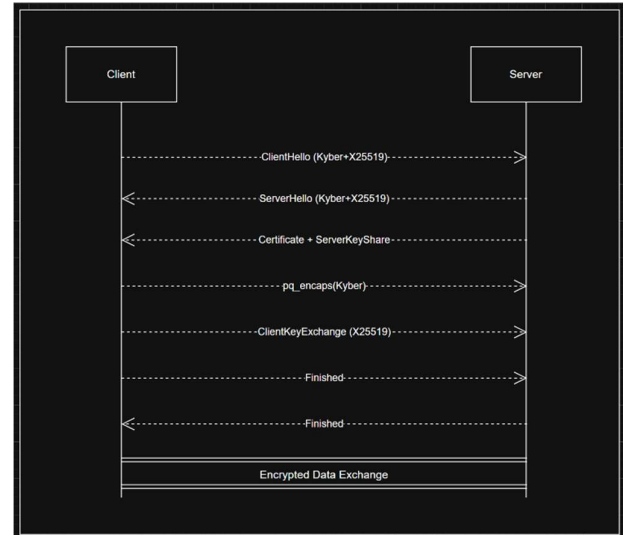 Client
Server
ClientHello (Kyber+X25519)
ServerHello (Kyber+X25519)
Certificate + ServerKeyShare
pq_encaps(Kyber)
ClientKeyExchange (X25519)
Finished
Finished
Encrypted Data Exchange